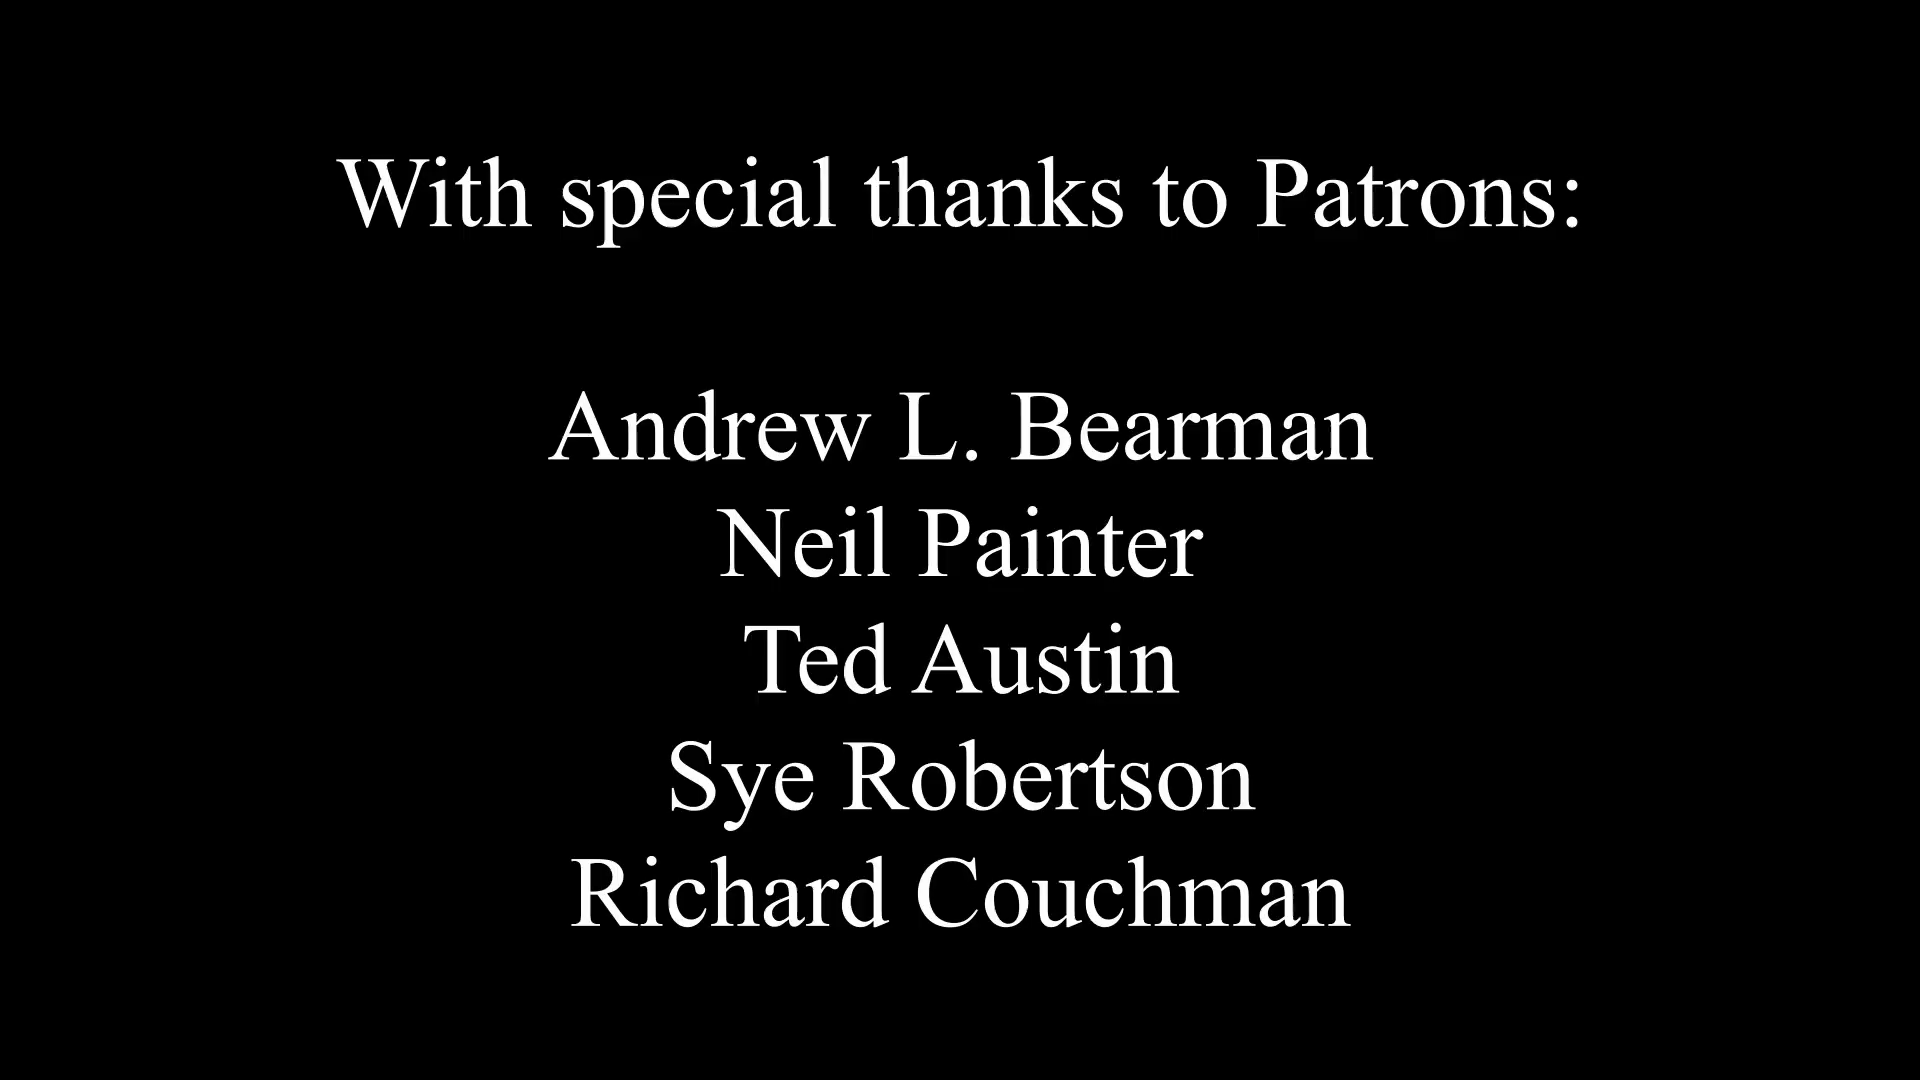 With special thanks to Patrons:
Andrew L. Bearman
Neil Painter
Ted Austin
Sye Robertson
Richard Couchman